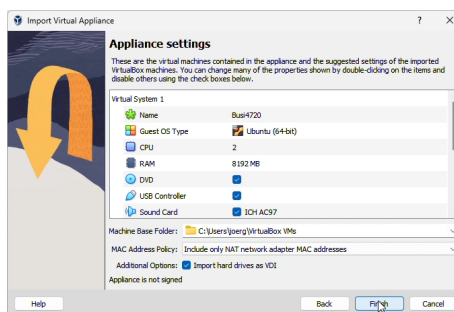 Import Virtual Appliance
Appliance settings
These are the virtual machines contained in the appliance and the suggested settings of the imported
VirtualBox machines. You can change many of the properties shown by double-clicking on the items and
disable others using the check boxes below.
Virtual System 1
Name Busi4720
Guest OS Type Ubuntu (64-bit)
CPU 2
RAM 8192 MB
DVD
USB Controller
Sound Card ICH AC97
Machine Base Folder: C:\Users\joerg\VirtualBox VMs
MAC Address Policy: Include only NAT network adapter MAC addresses
Additional Options: Import hard drives as VDI
Appliance is not signed
Help Back Finish Cancel